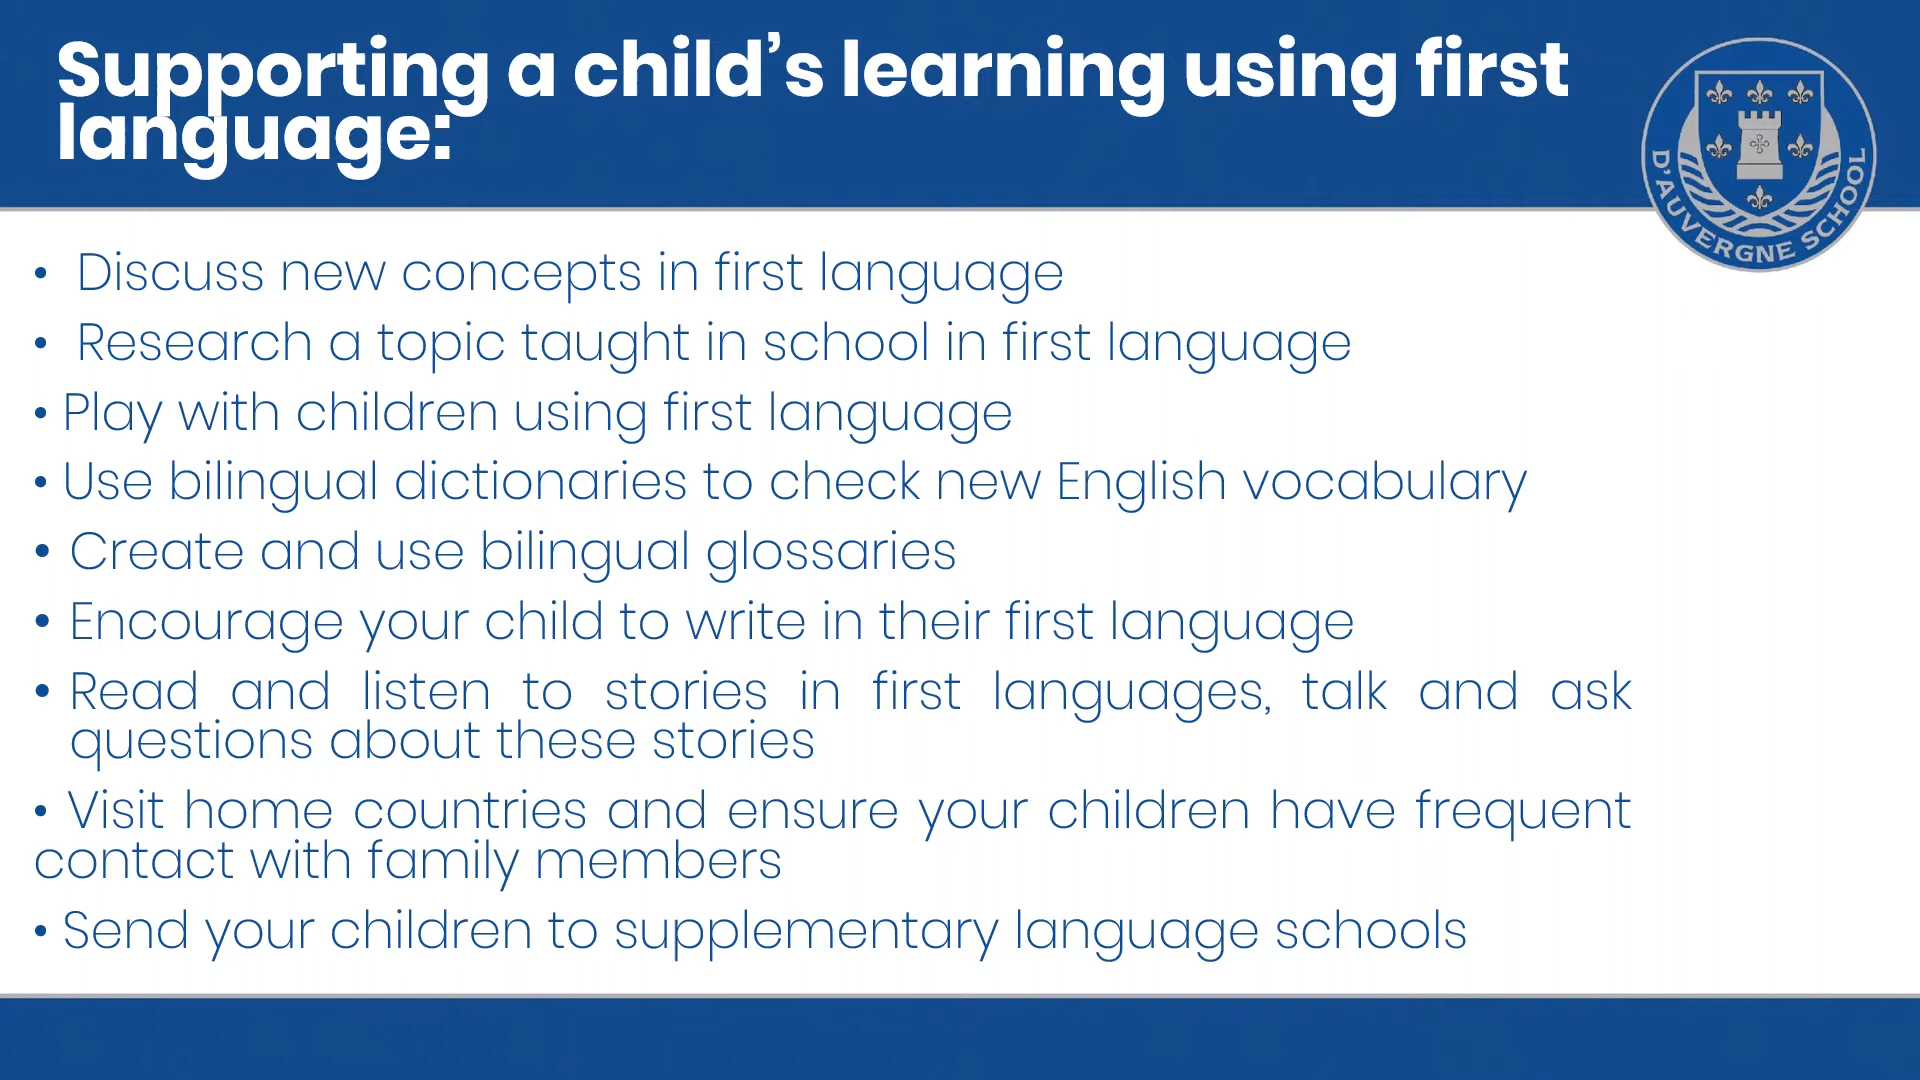 Supporting a child’s learning using first
language:
D'AUVERGNE SCHOOL
• Discuss new concepts in first language
• Research a topic taught in school in first language
• Play with children using first language
• Use bilingual dictionaries to check new English vocabulary
• Create and use bilingual glossaries
• Encourage your child to write in their first language
• Read and listen to stories in first languages, talk and ask
questions about these stories
• Visit home countries and ensure your children have frequent
contact with family members
• Send your children to supplementary language schools